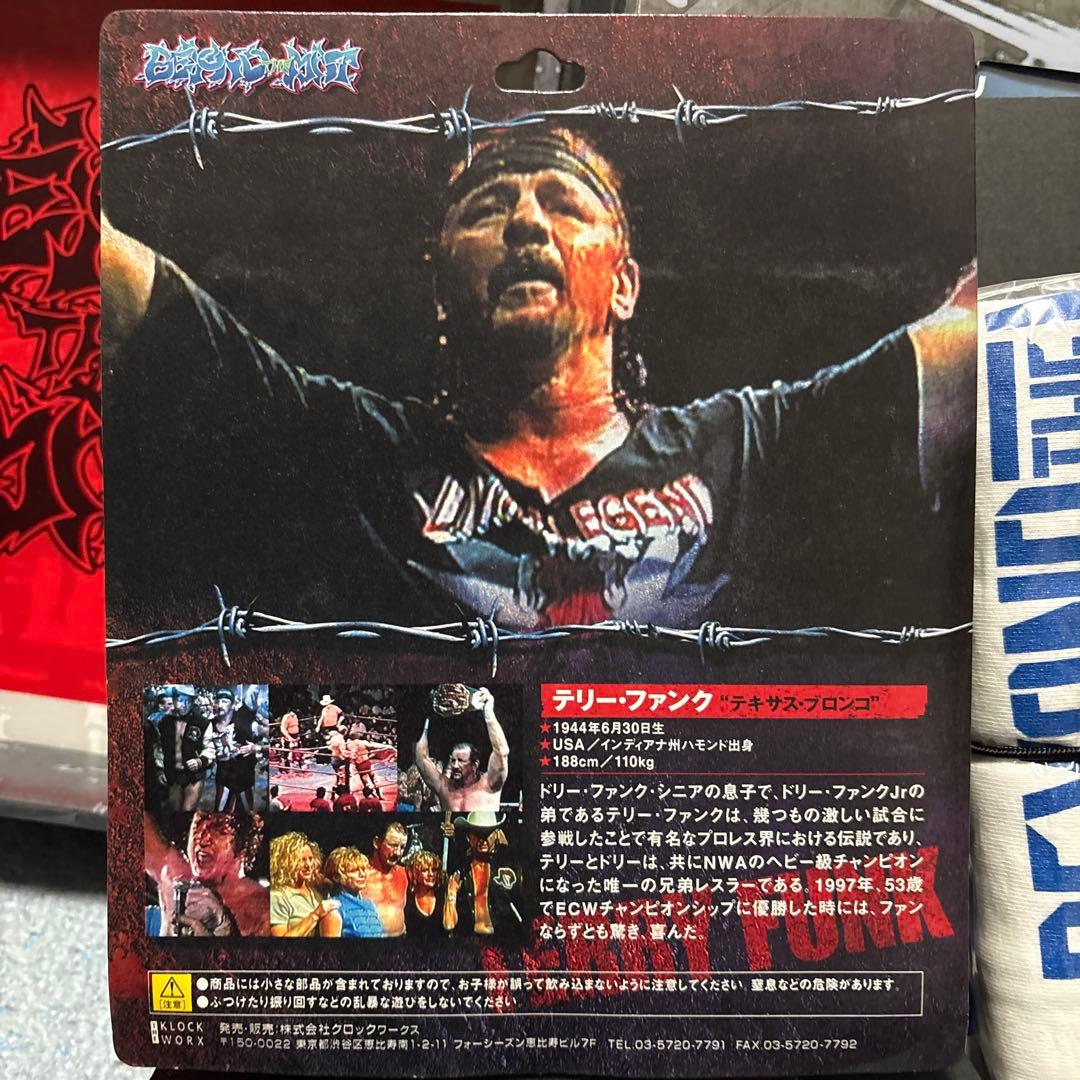 BEYOND THE MAT
LIVING LEGEND
テリー・ファンク "テキサス・ブロンコ"
★1944年6月30日生
★USA／インディアナ州ハモンド出身
★188cm／110kg
ドリー・ファンク・シニアの息子で、ドリー・ファンクJrの
弟であるテリー・ファンクは、幾つもの激しい試合に
参戦したことで有名なプロレス界における伝説であり、
テリーとドリーは、共にNWAのヘビー級チャンピオン
になった唯一の兄弟レスラーである。1997年、53歳
でECWチャンピオンシップに優勝した時には、ファン
ならずとも驚き、喜んだ。
TERRY FUNK
注意
●商品には小さな部品が含まれておりますので、お子様が誤って飲み込まないように注意してください。窒息などの危険があります。
●ぶつけたり振り回すなどの乱暴な遊びをしないでください。
THE KLOCK WORX
発売・販売：株式会社クロックワークス
〒150-0022 東京都渋谷区恵比寿南1-2-11 フォーシーズン恵比寿ビル7F TEL.03-5720-7791 FAX.03-5720-7792
BEYOND
THE